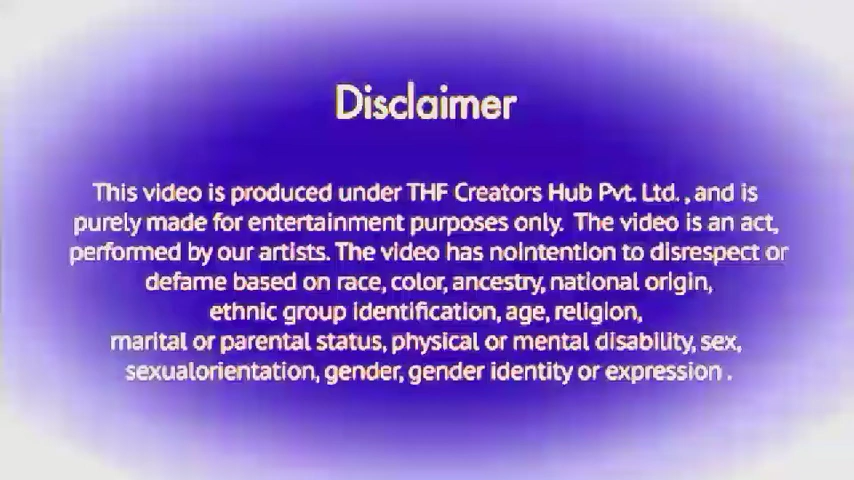 Disclaimer
This video is produced under THF Creators Hub Pvt. Ltd. , and is
purely made for entertainment purposes only. The video is an act,
performed by our artists. The video has nointention to disrespect or
defame based on race, color, ancestry, national origin,
ethnic group identification, age, religion,
marital or parental status, physical or mental disability, sex,
sexualorientation, gender, gender identity or expression .